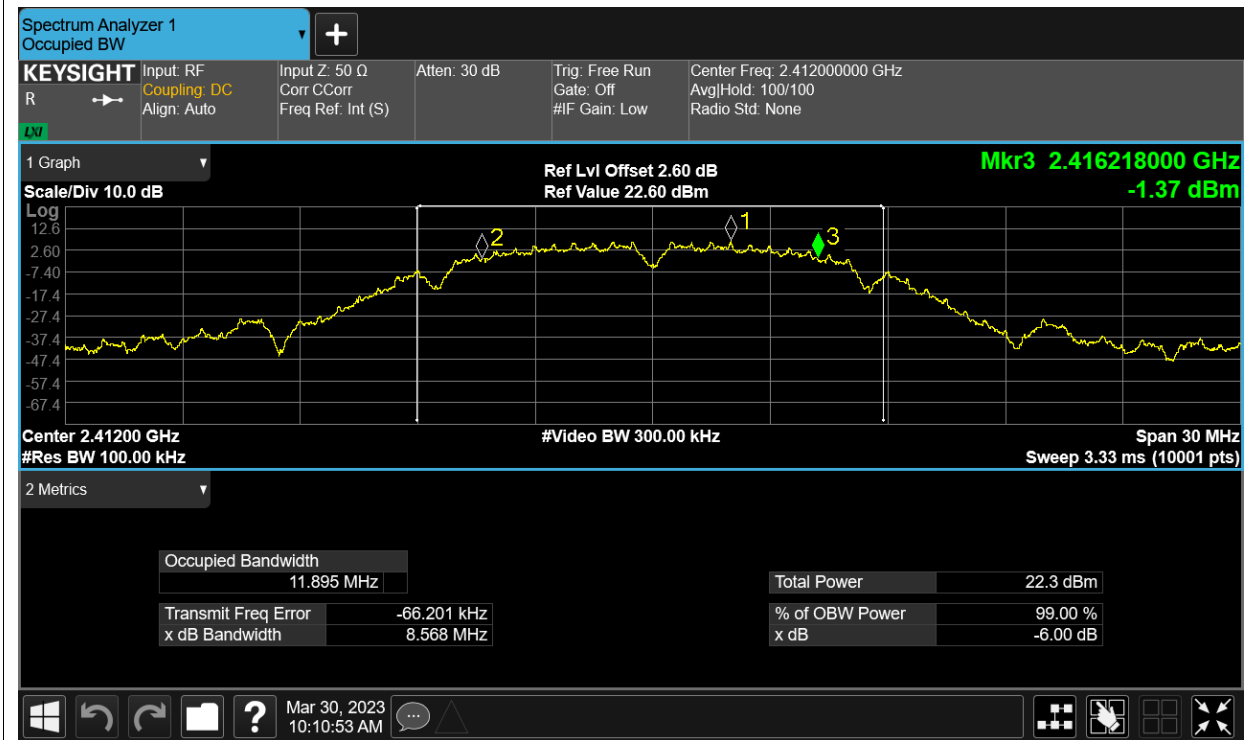 Spectrum Analyzer 1
Occupied BW
▼
+
KEYSIGHT
R
LXI
Input: RF
Coupling: DC
Align: Auto
Input Z: 50 Ω
Corr CCorr
Freq Ref: Int (S)
Atten: 30 dB
Trig: Free Run
Gate: Off
#IF Gain: Low
Center Freq: 2.412000000 GHz
Avg|Hold: 100/100
Radio Std: None
1 Graph ▼
Scale/Div 10.0 dB
Ref Lvl Offset 2.60 dB
Ref Value 22.60 dBm
Mkr3 2.416218000 GHz
-1.37 dBm
Log
12.6
2.60
-7.40
-17.4
-27.4
-37.4
-47.4
-57.4
-67.4
2
1
3
Center 2.41200 GHz
#Res BW 100.00 kHz
#Video BW 300.00 kHz
Span 30 MHz
Sweep 3.33 ms (10001 pts)
2 Metrics ▼
Occupied Bandwidth
11.895 MHz
Transmit Freq Error -66.201 kHz
x dB Bandwidth 8.568 MHz
Total Power 22.3 dBm
% of OBW Power 99.00 %
x dB -6.00 dB
?
Mar 30, 2023
10:10:53 AM